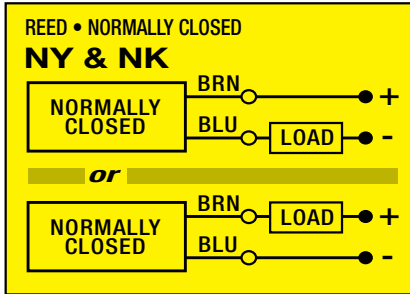 REED • NORMALLY CLOSED
NY & NK
BRN
+
NORMALLY
CLOSED
BLU
LOAD
-
or
BRN
LOAD
+
NORMALLY
CLOSED
BLU
-